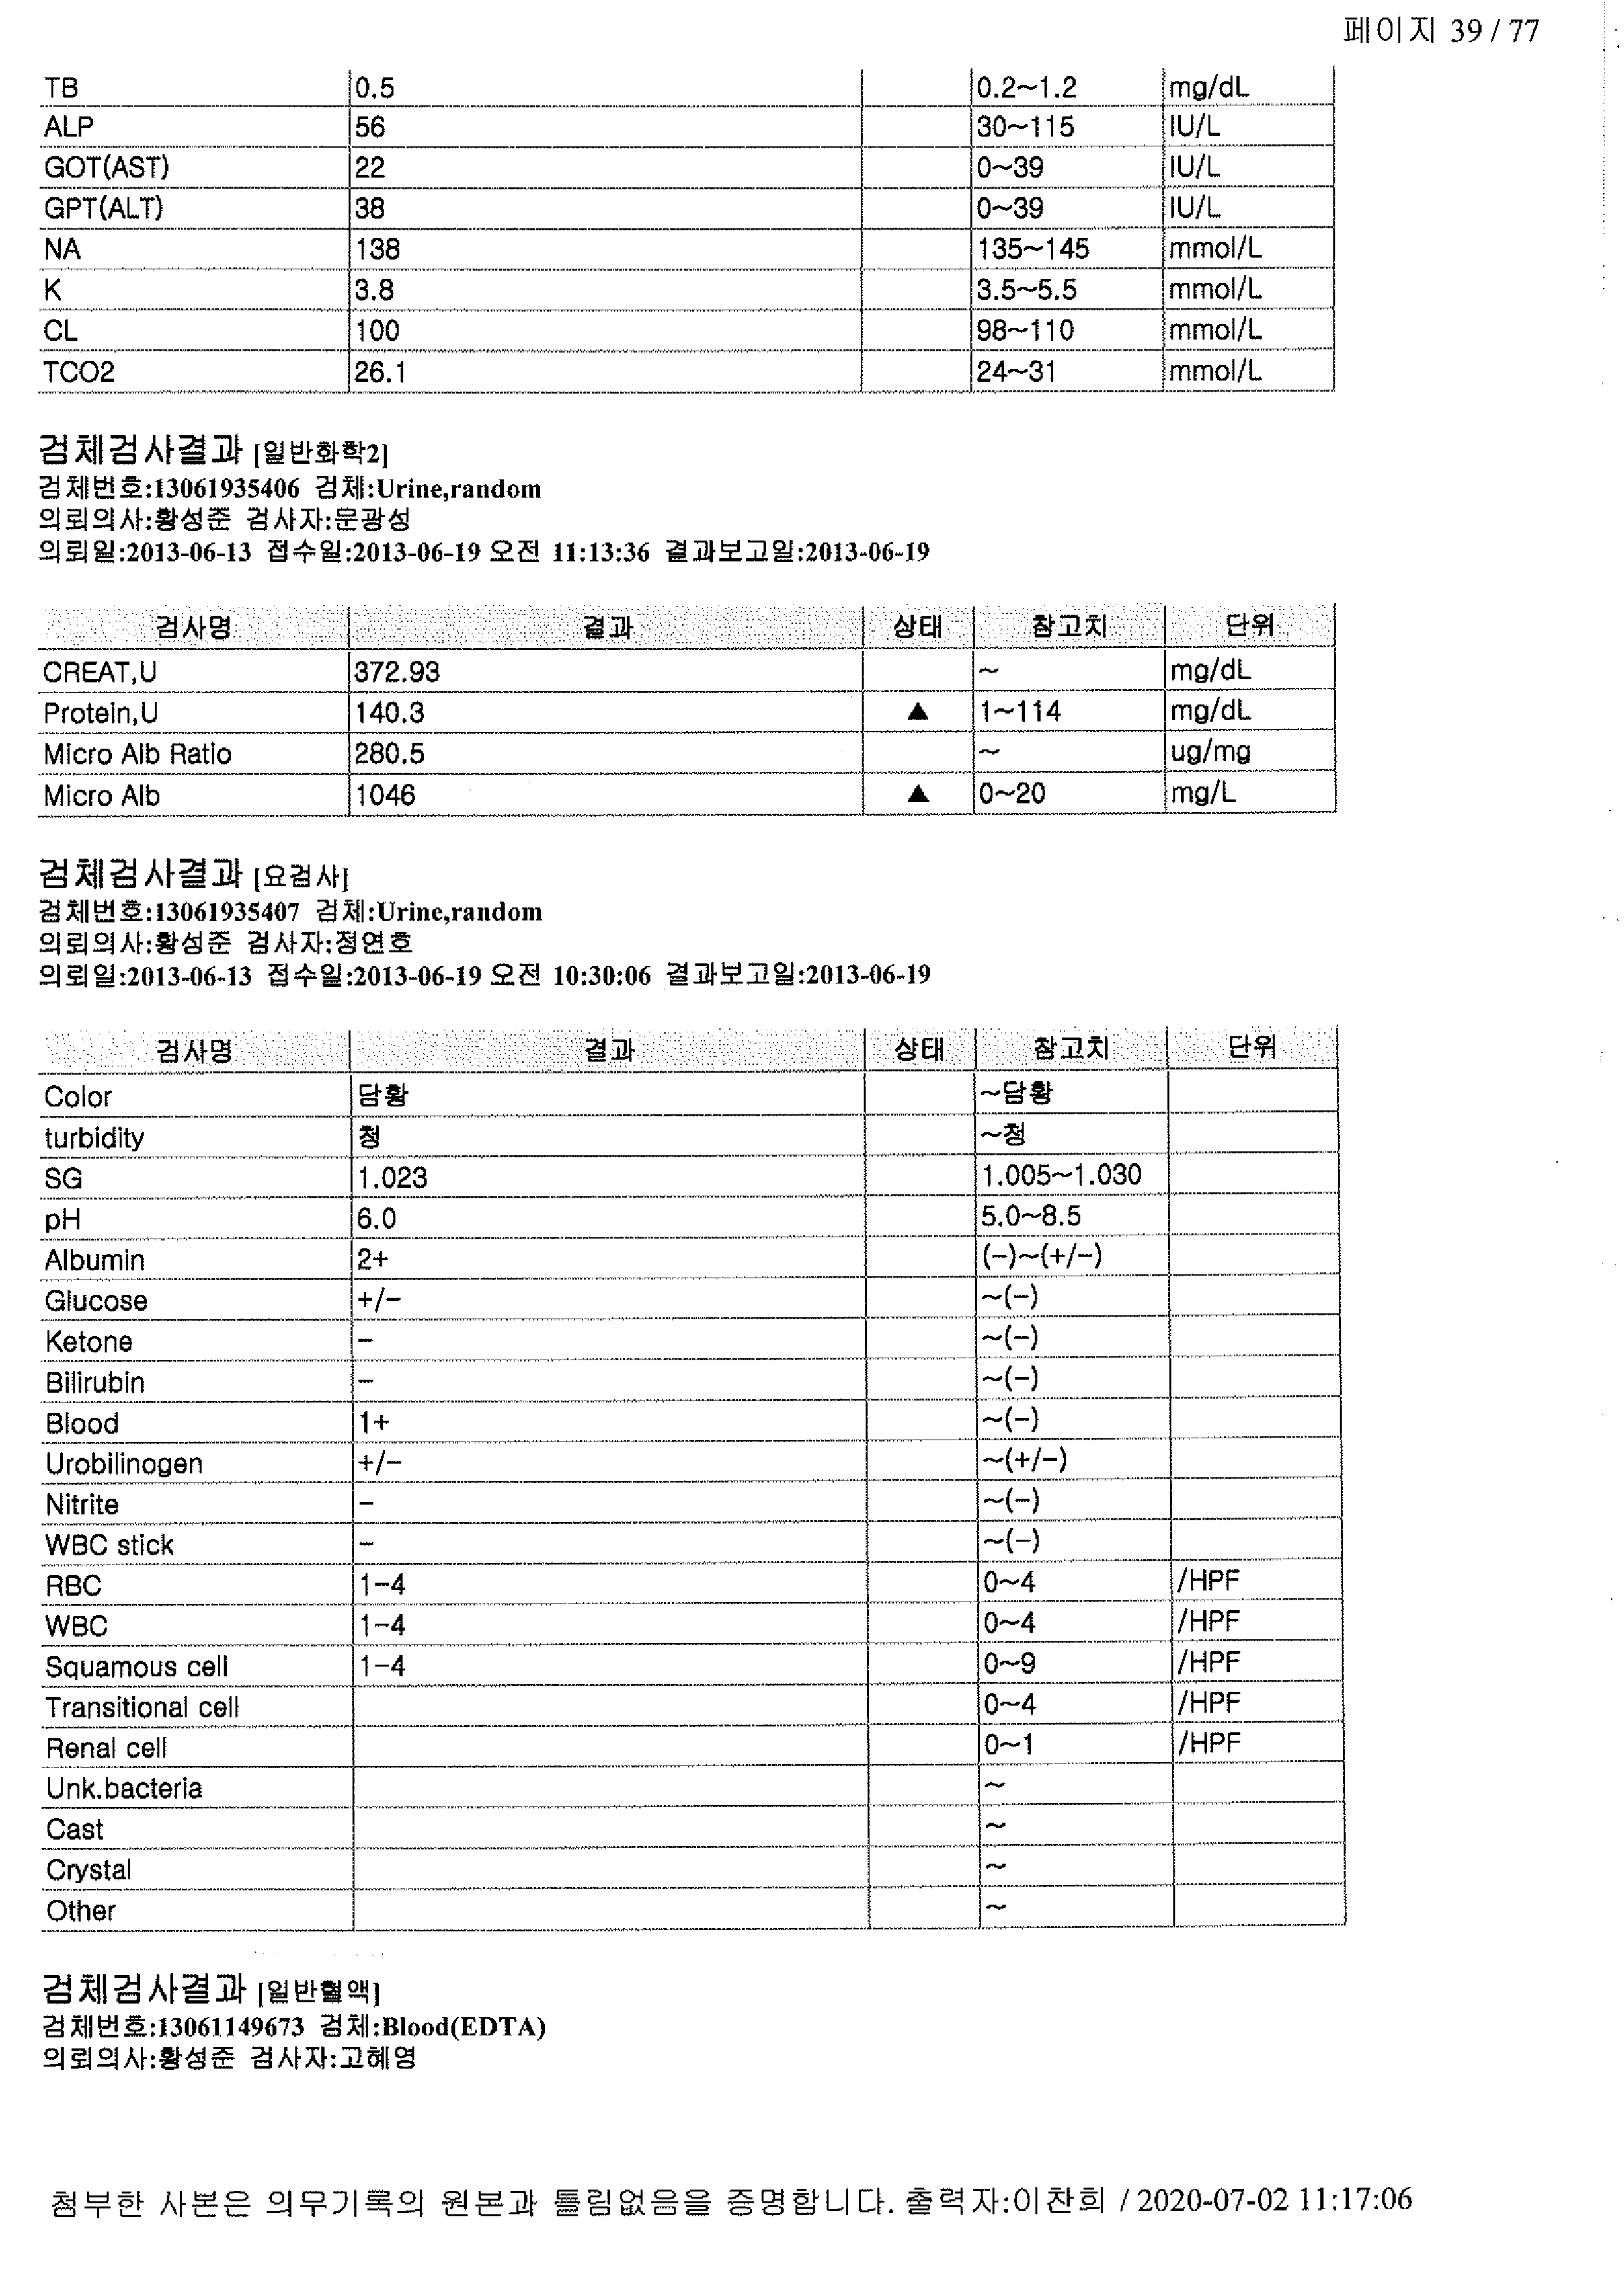 페이지 39 / 77
TB 0.5 0.2~1.2 mg/dL
ALP 56 30~115 IU/L
GOT(AST) 22 0~39 IU/L
GPT(ALT) 38 0~39 IU/L
NA 138 135~145 mmol/L
K 3.8 3.5~5.5 mmol/L
CL 100 98~110 mmol/L
TCO2 26.1 24~31 mmol/L
검체검사결과 [일반화학2]
검체번호:13061935406 검체:Urine,random
의뢰의사:황성준 검사자:문광성
의뢰일:2013-06-13 접수일:2013-06-19 오전 11:13:36 결과보고일:2013-06-19
검사명 결과 상태 참고치 단위
CREAT,U 372.93 ~ mg/dL
Protein,U 140.3 ▲ 1~114 mg/dL
Micro Alb Ratio 280.5 ~ ug/mg
Micro Alb 1046 ▲ 0~20 mg/L
검체검사결과 [요검사]
검체번호:13061935407 검체:Urine,random
의뢰의사:황성준 검사자:정연호
의뢰일:2013-06-13 접수일:2013-06-19 오전 10:30:06 결과보고일:2013-06-19
검사명 결과 상태 참고치 단위
Color 담황 ~담황
turbidity 청 ~청
SG 1.023 1.005~1.030
pH 6.0 5.0~8.5
Albumin 2+ (-)~(+/-)
Glucose +/- ~(-)
Ketone - ~(-)
Bilirubin - ~(-)
Blood 1+ ~(-)
Urobilinogen +/- ~(+/-)
Nitrite - ~(-)
WBC stick - ~(-)
RBC 1-4 0~4 /HPF
WBC 1-4 0~4 /HPF
Squamous cell 1-4 0~9 /HPF
Transitional cell 0~4 /HPF
Renal cell 0~1 /HPF
Unk.bacteria ~
Cast ~
Crystal ~
Other ~
검체검사결과 [일반혈액]
검체번호:13061149673 검체:Blood(EDTA)
의뢰의사:황성준 검사자:고혜영
첨부한 사본은 의무기록의 원본과 틀림없음을 증명합니다. 출력자:이찬희 / 2020-07-02 11:17:06